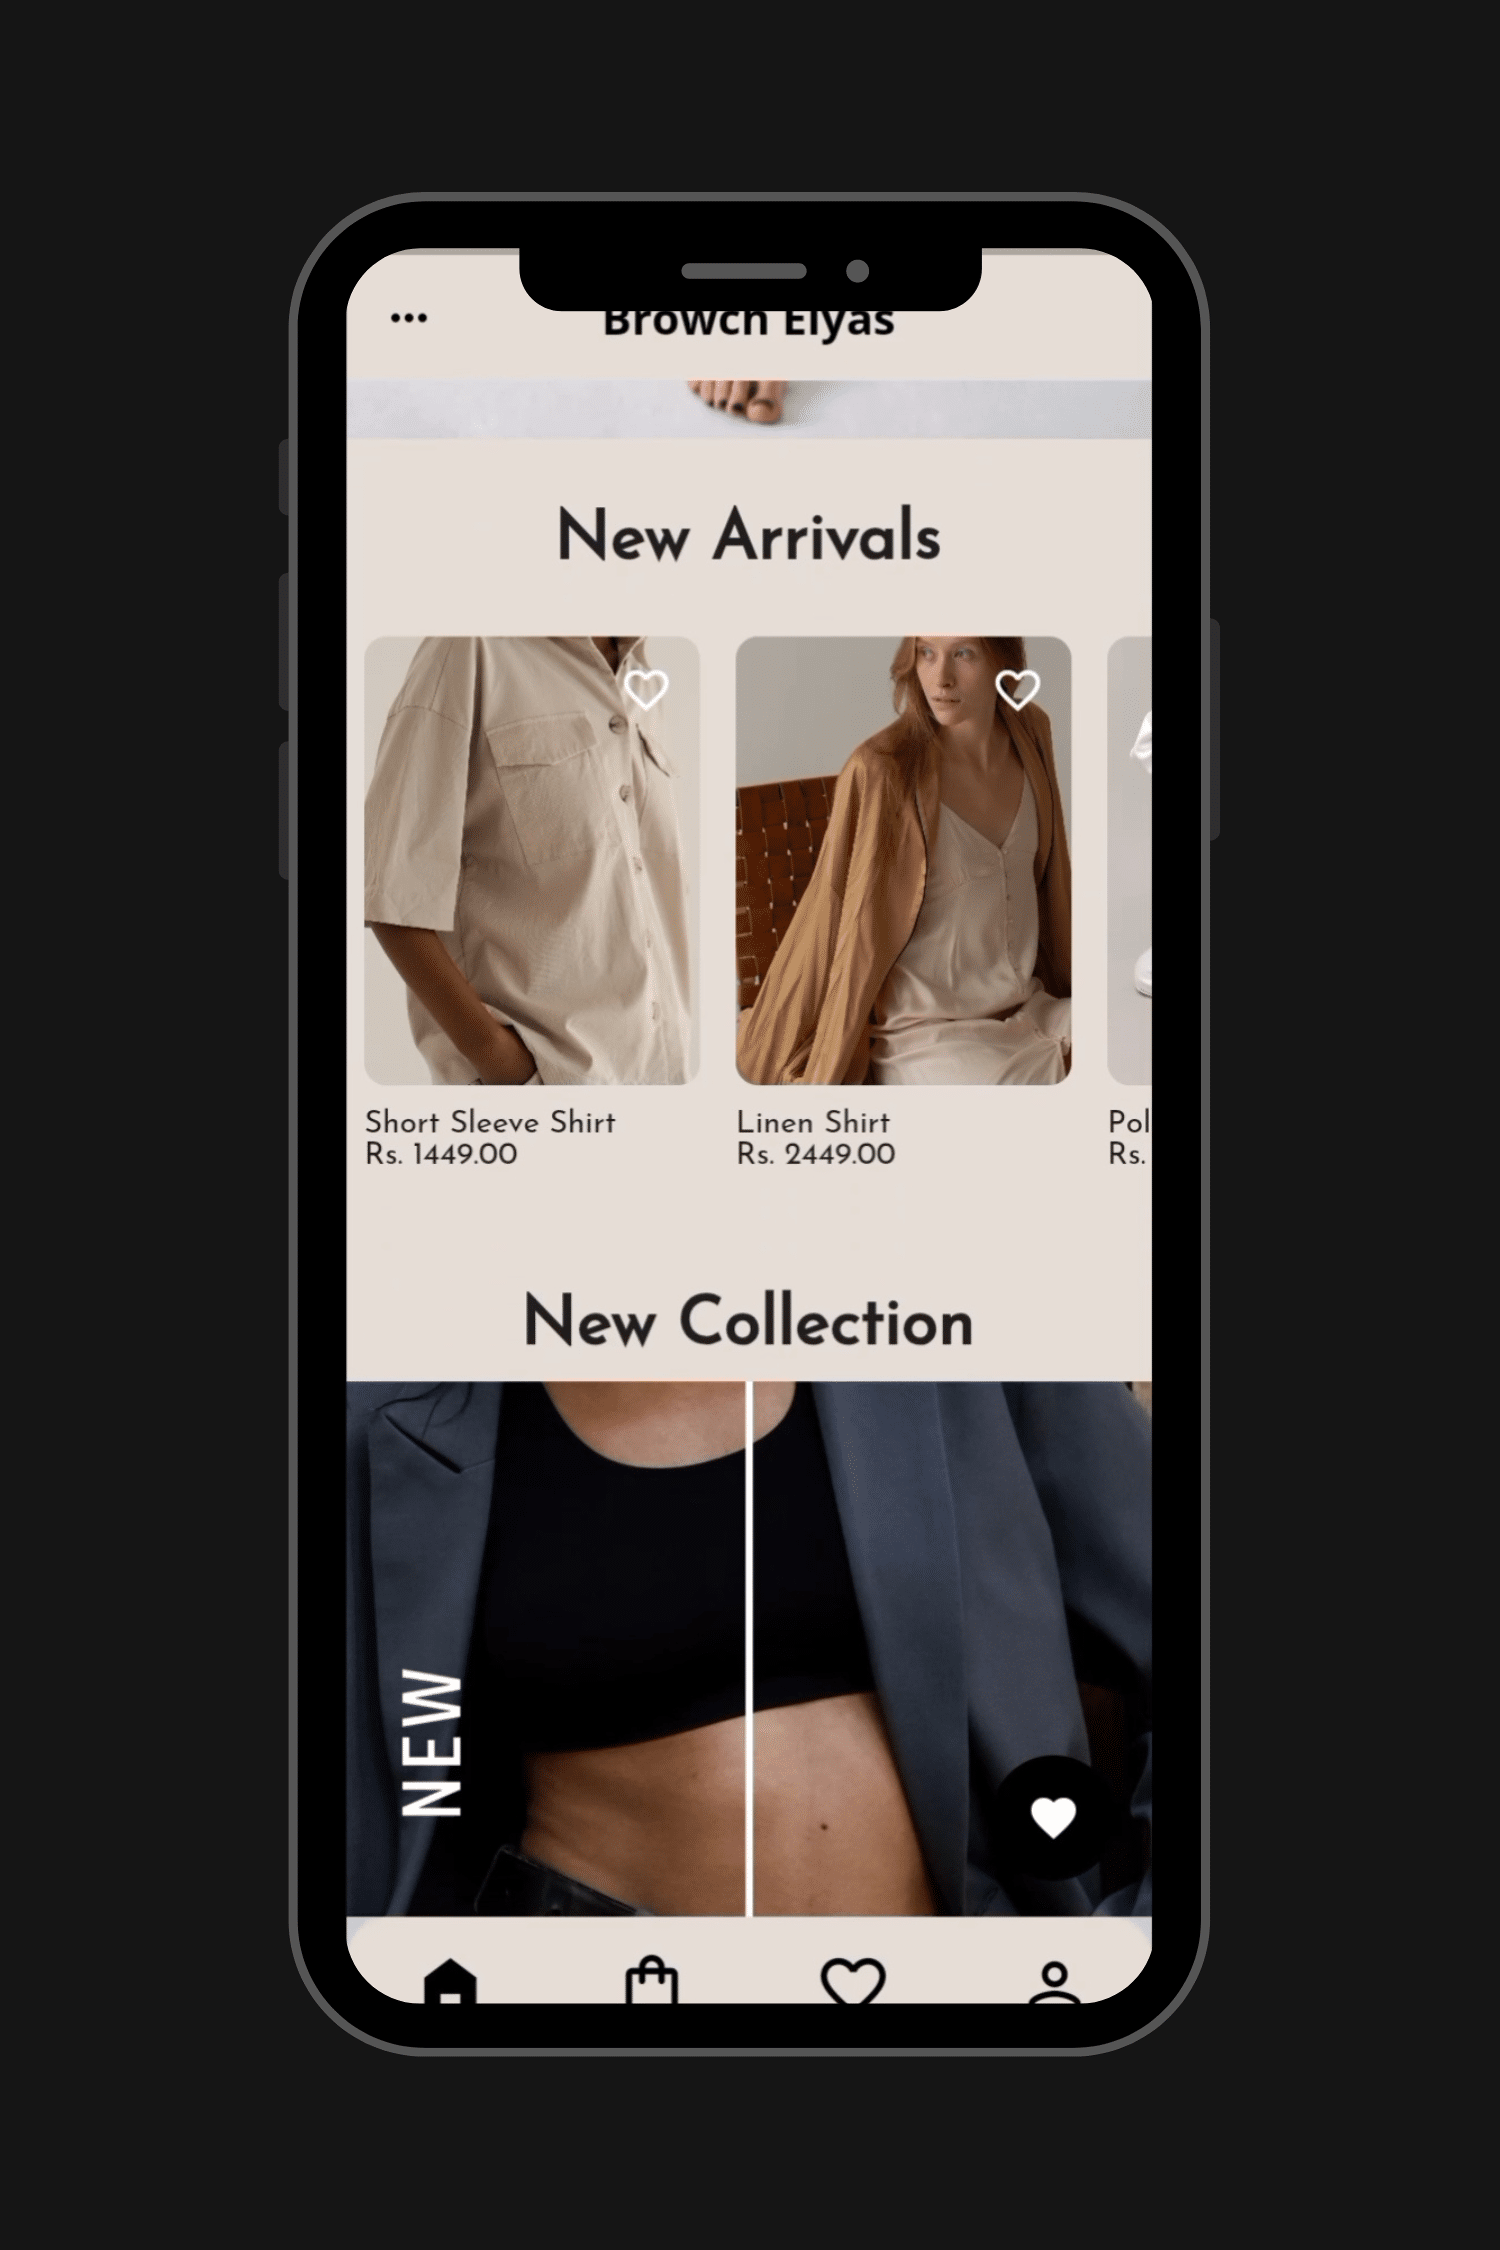 Browch Elyas
New Arrivals
Short Sleeve Shirt
Rs. 1449.00
Linen Shirt
Rs. 2449.00
Pol
Rs.
New Collection
NEW